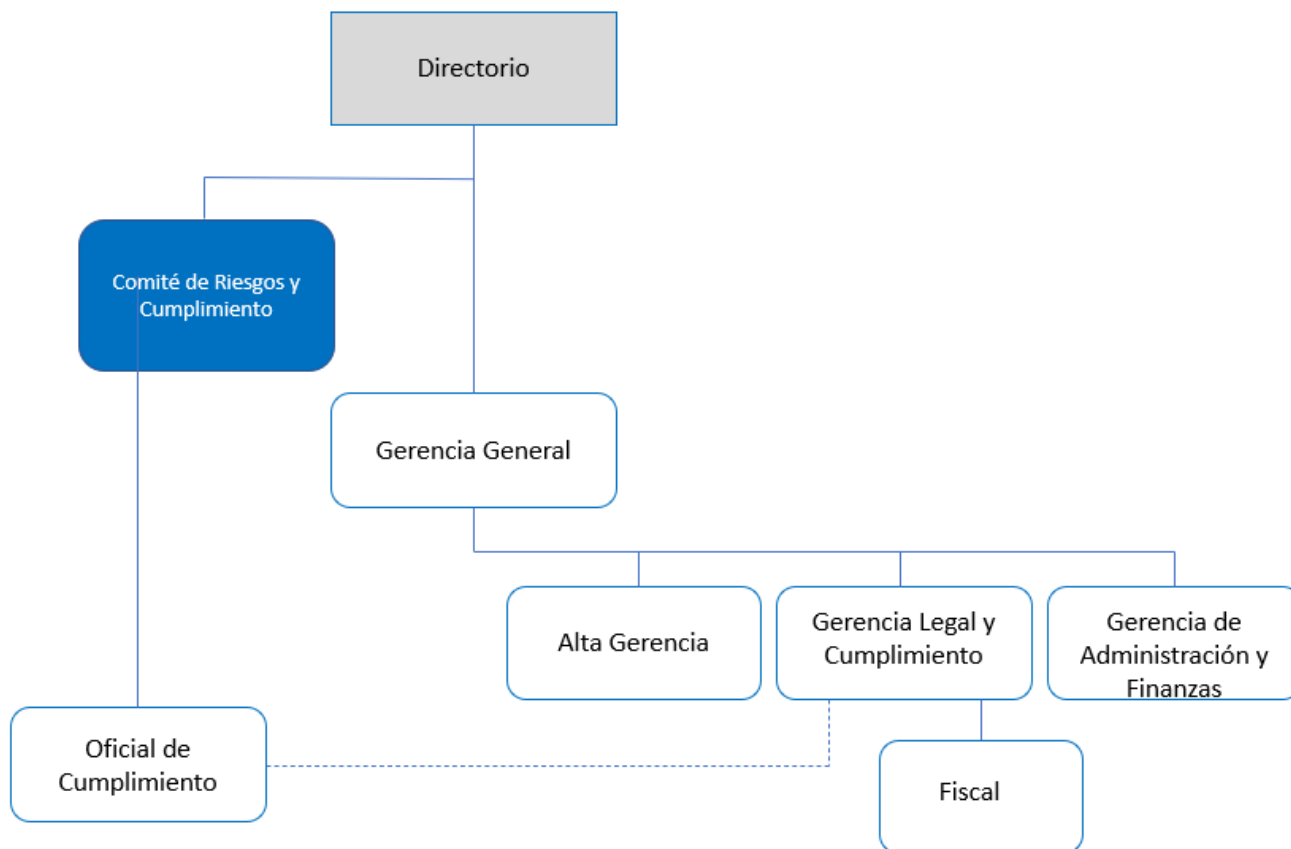 Directorio
Comité de Riesgos y
Cumplimiento
Gerencia General
Alta Gerencia
Gerencia Legal y
Cumplimiento
Gerencia de
Administración y
Finanzas
Oficial de
Cumplimiento
Fiscal